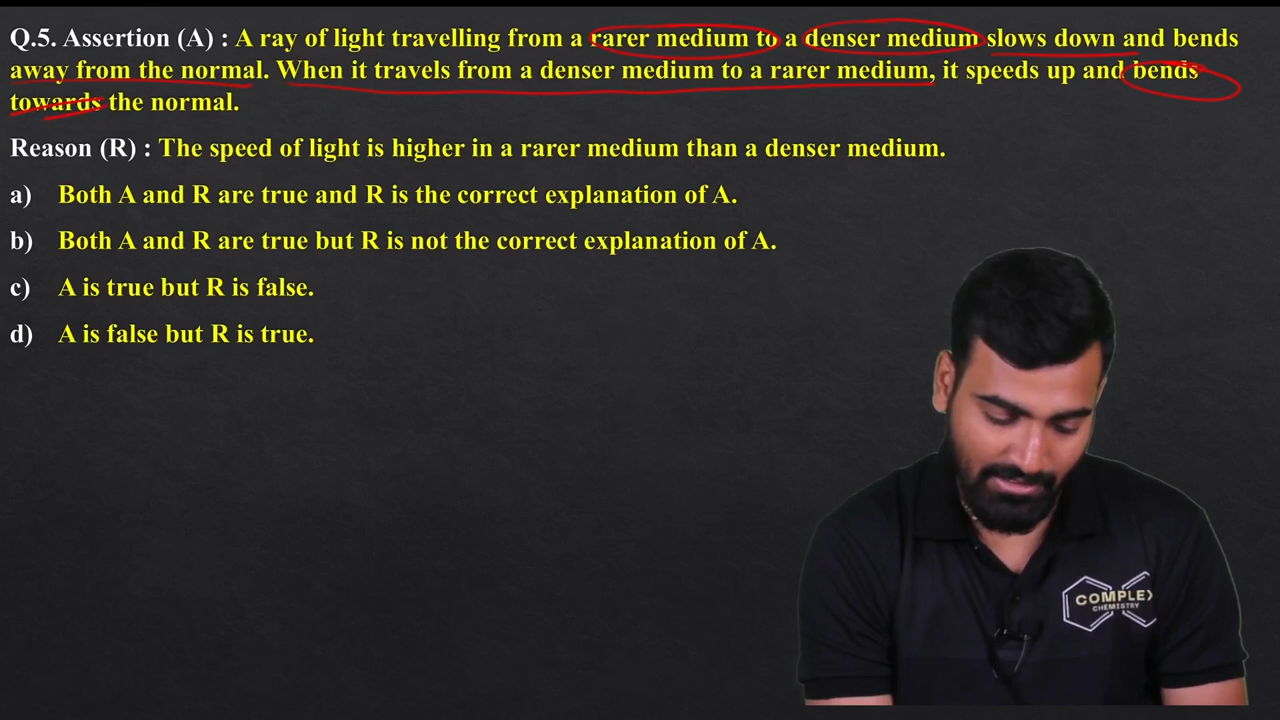 Q.5. Assertion (A) : A ray of light travelling from a rarer medium to a denser medium slows down and bends
away from the normal. When it travels from a denser medium to a rarer medium, it speeds up and bends
towards the normal.
Reason (R) : The speed of light is higher in a rarer medium than a denser medium.
a) Both A and R are true and R is the correct explanation of A.
b) Both A and R are true but R is not the correct explanation of A.
c) A is true but R is false.
d) A is false but R is true.
COMPLEX
CHEMISTRY